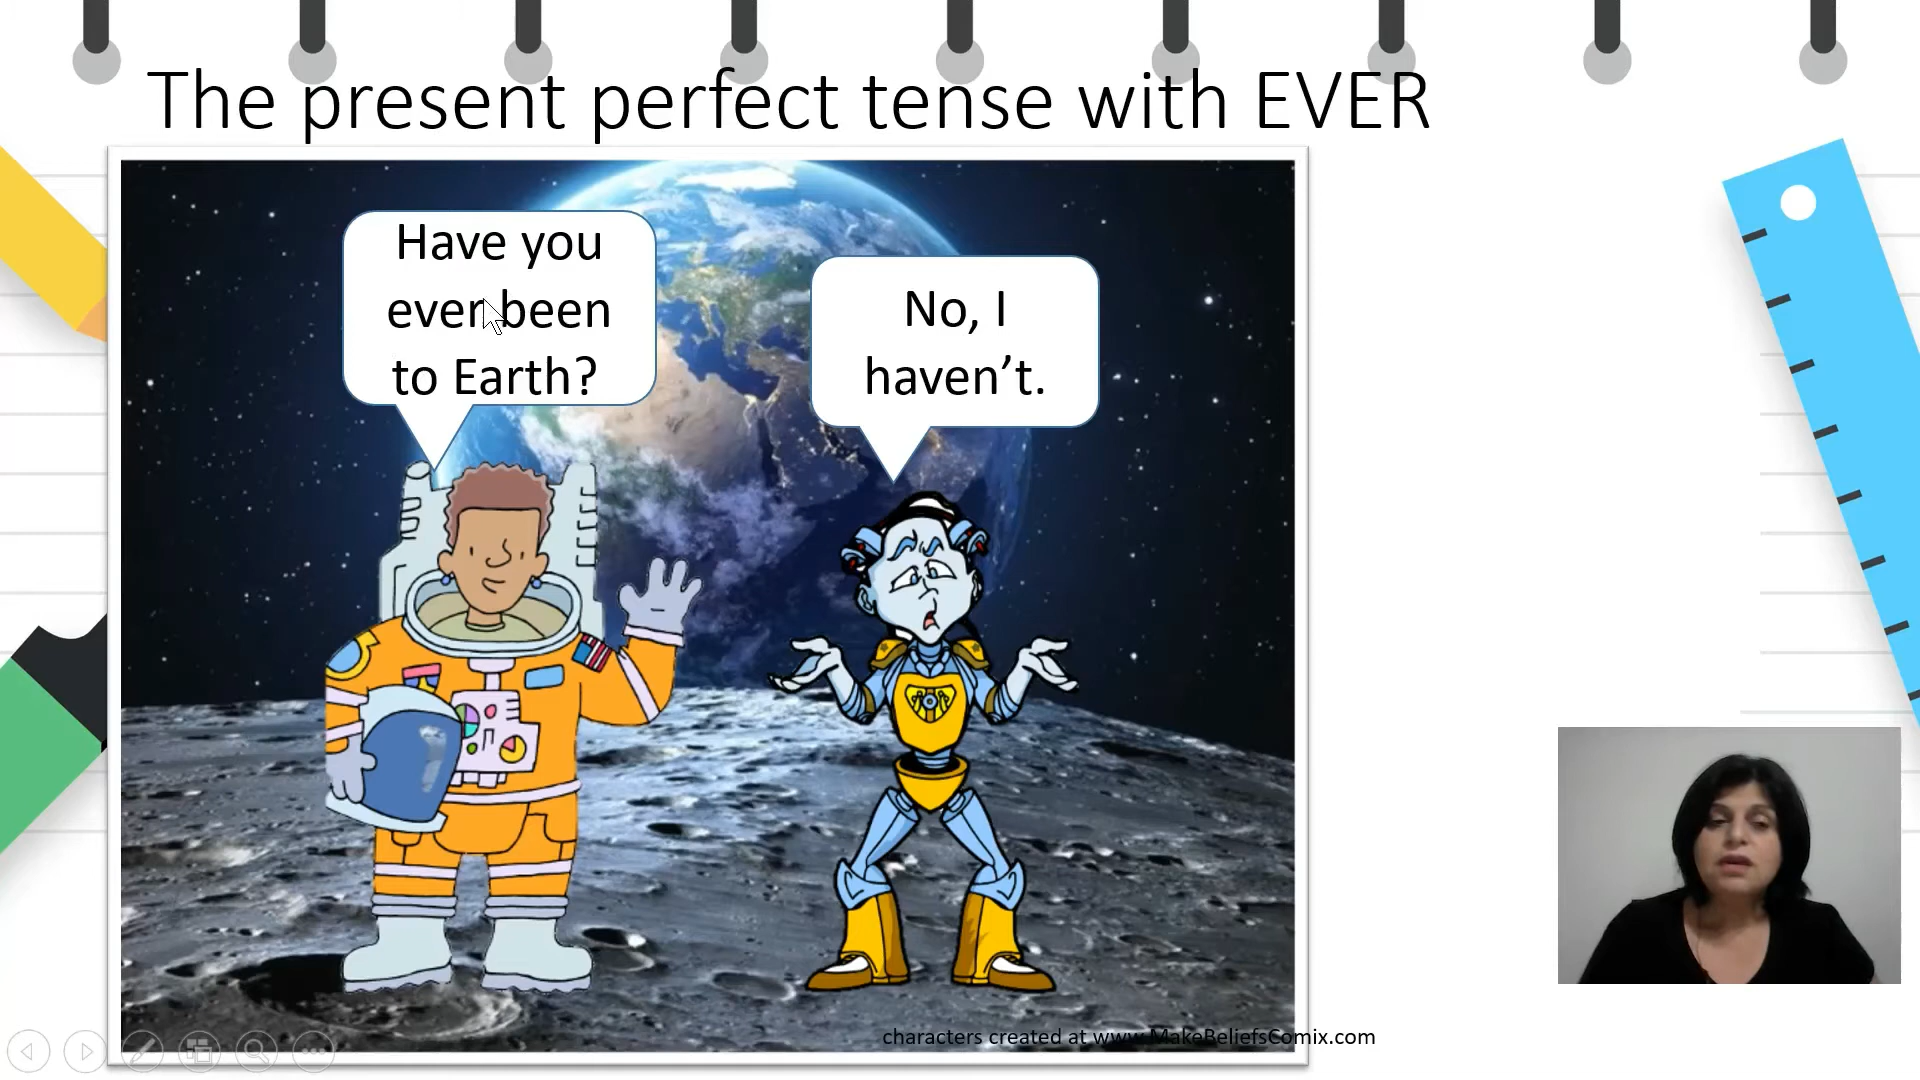 The present perfect tense with EVER
Have you
ever been
to Earth?
No, I
haven’t.
characters created at www.MakeBeliefsComix.com